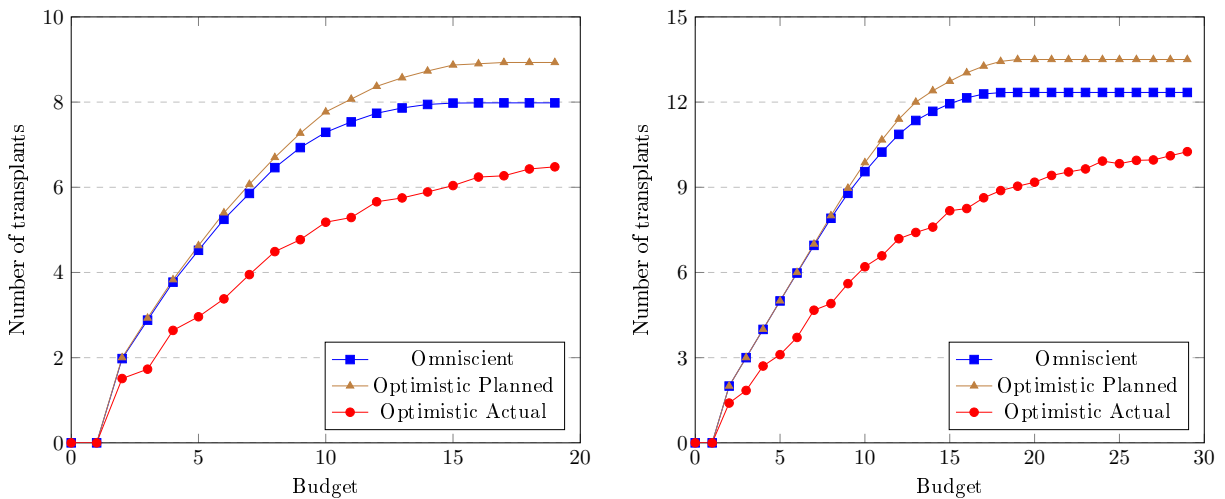 10
8
6
4
2
0
0
5
10
15
20
Number of transplants
Budget
Omniscient
Optimistic Planned
Optimistic Actual
15
12
9
6
3
0
0
5
10
15
20
25
30
Number of transplants
Budget
Omniscient
Optimistic Planned
Optimistic Actual